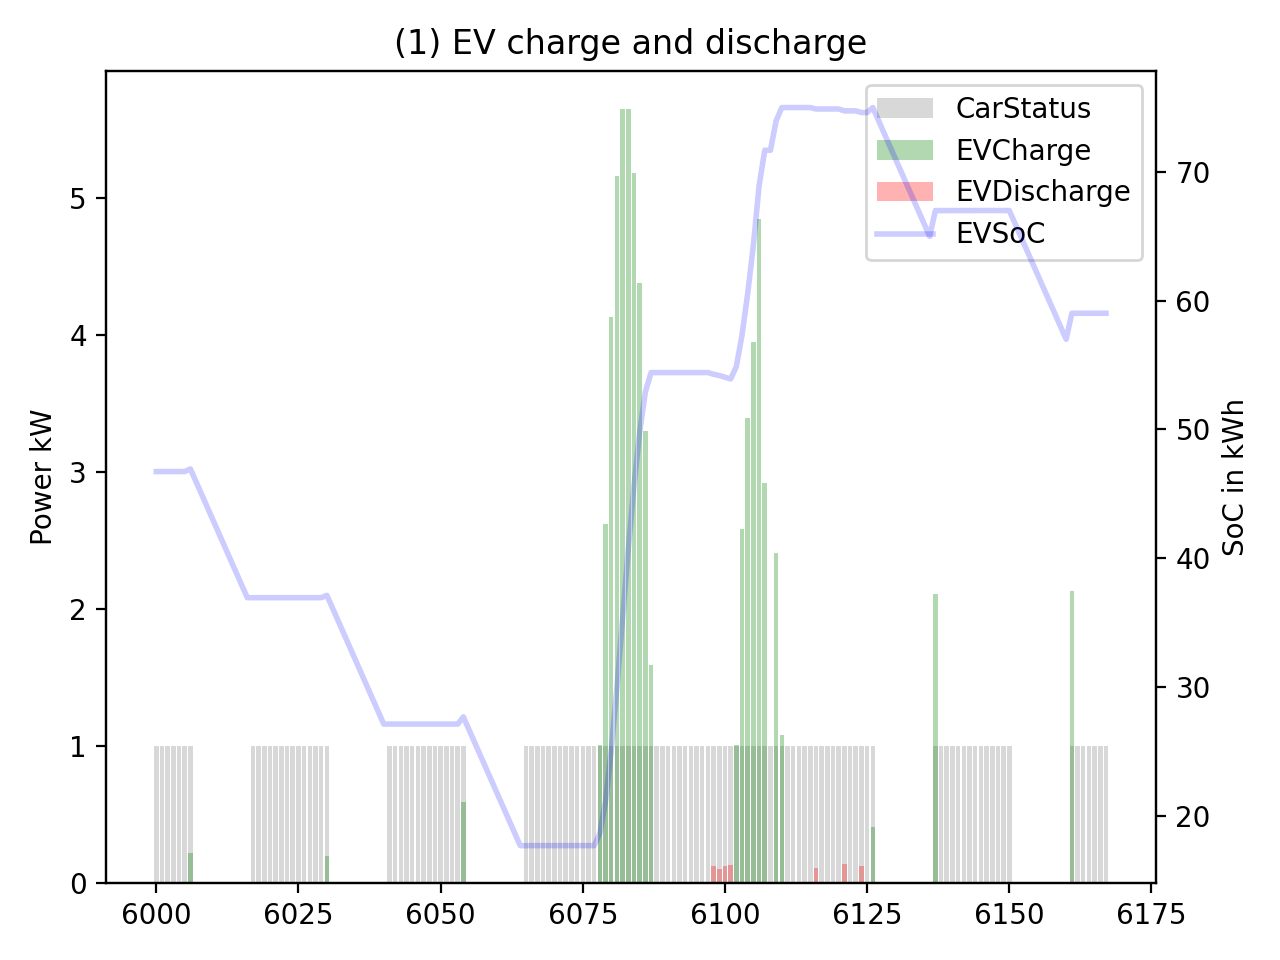 (1) EV charge and discharge
CarStatus
EVCharge
EVDischarge
EVSoC
Power kW
5
4
3
2
1
0
SoC in kWh
70
60
50
40
30
20
6000 6025 6050 6075 6100 6125 6150 6175